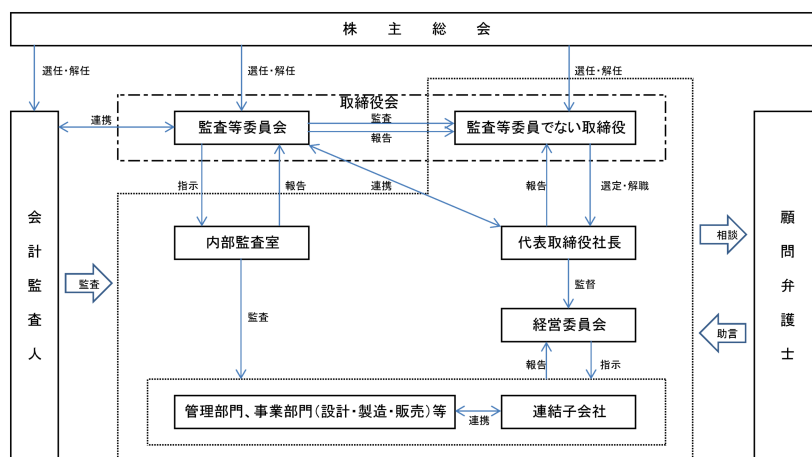 株主総会
選任・解任
選任・解任
選任・解任
取締役会
連携
監査等委員会
監査
報告
監査等委員でない取締役
指示
報告
連携
報告
選定・解職
会計監査人
監査
内部監査室
代表取締役社長
相談
顧問弁護士
監査
監督
経営委員会
助言
報告
指示
管理部門、事業部門（設計・製造・販売）等
連携
連結子会社